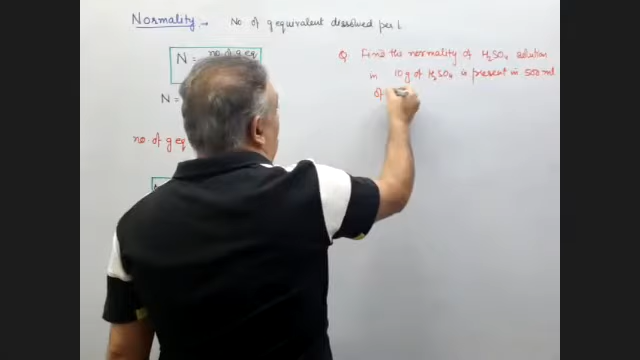 Normality :- No. of g equivalent dissolved per L
N = no. of g eq
N =
no. of g eq
Q. Find the normality of H₂SO₄ solution
in 10 g of H₂SO₄ is present in 500 ml
of